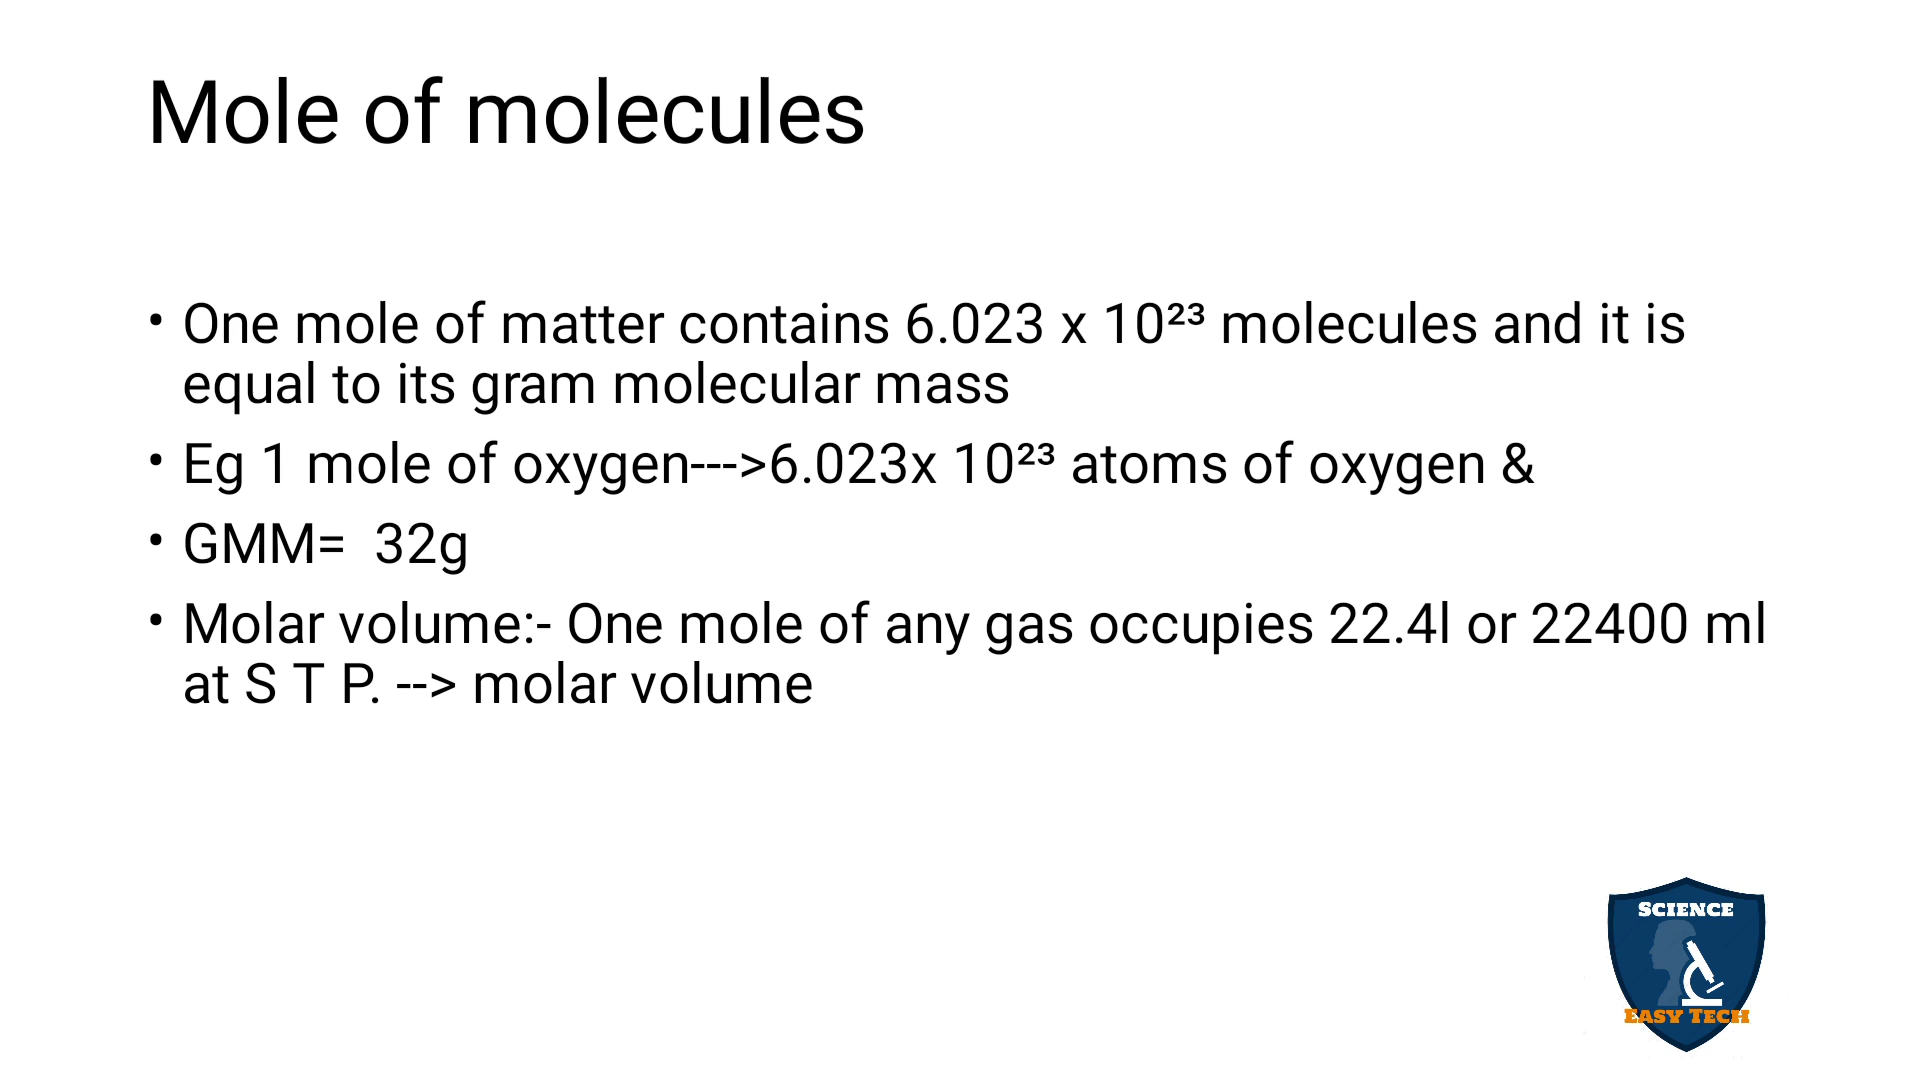 Mole of molecules
• One mole of matter contains 6.023 x 10²³ molecules and it is
equal to its gram molecular mass
• Eg 1 mole of oxygen--->6.023x 10²³ atoms of oxygen &
• GMM=  32g
• Molar volume:- One mole of any gas occupies 22.4l or 22400 ml
at S T P. --> molar volume
SCIENCE
EASY TECH